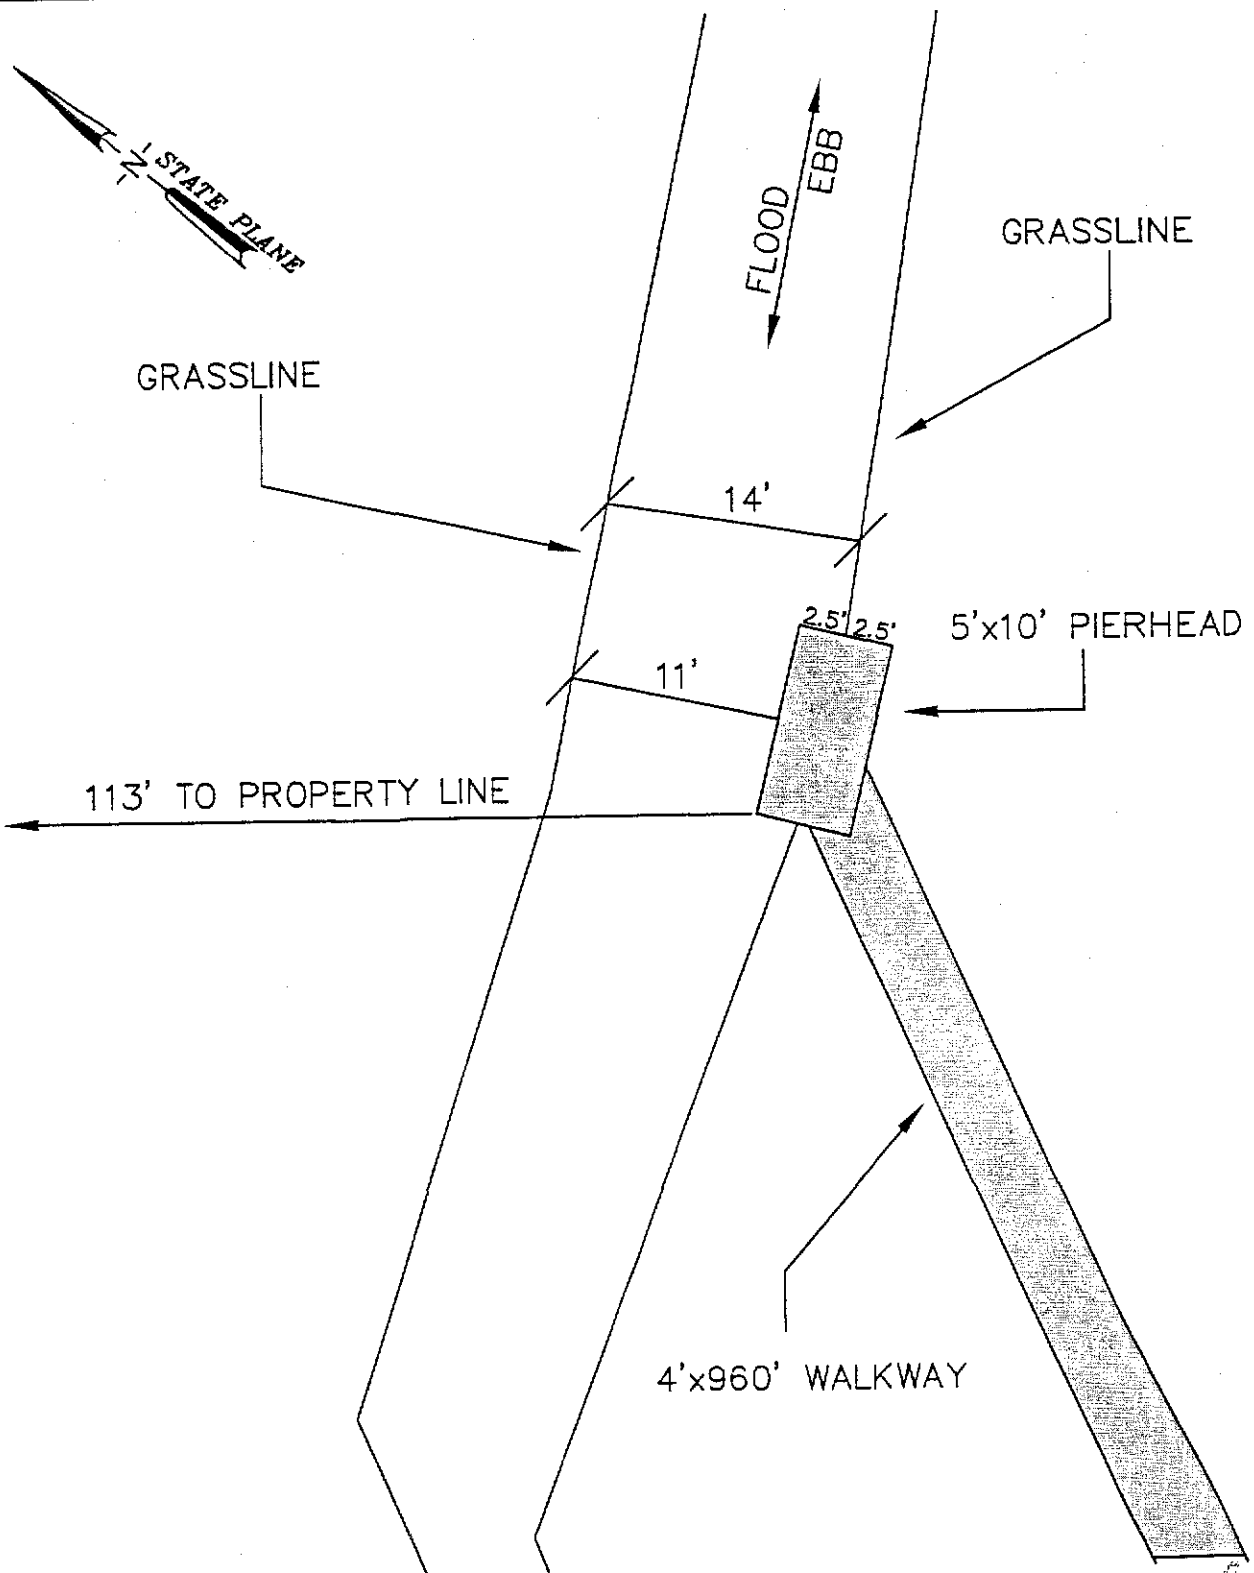 N
STATE PLANE
FLOOD
EBB
GRASSLINE
GRASSLINE
14'
2.5'
2.5'
5'x10' PIERHEAD
11'
113' TO PROPERTY LINE
4'x960' WALKWAY